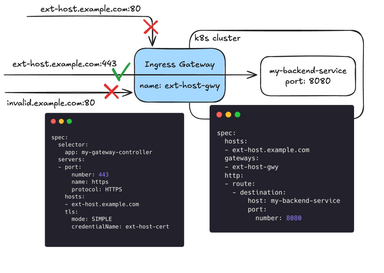 ext-host.example.com:80
k8s cluster
ext-host.example.com:443
Ingress Gateway
my-backend-service
port: 8080
name: ext-host-gwy
invalid.example.com:80
spec:
selector:
app: my-gateway-controller
servers:
- port:
number: 443
name: https
protocol: HTTPS
hosts:
- ext-host.example.com
tls:
mode: SIMPLE
credentialName: ext-host-cert
spec:
hosts:
- ext-host.example.com
gateways:
- ext-host-gwy
http:
- route:
- destination:
host: my-backend-service
port:
number: 8080